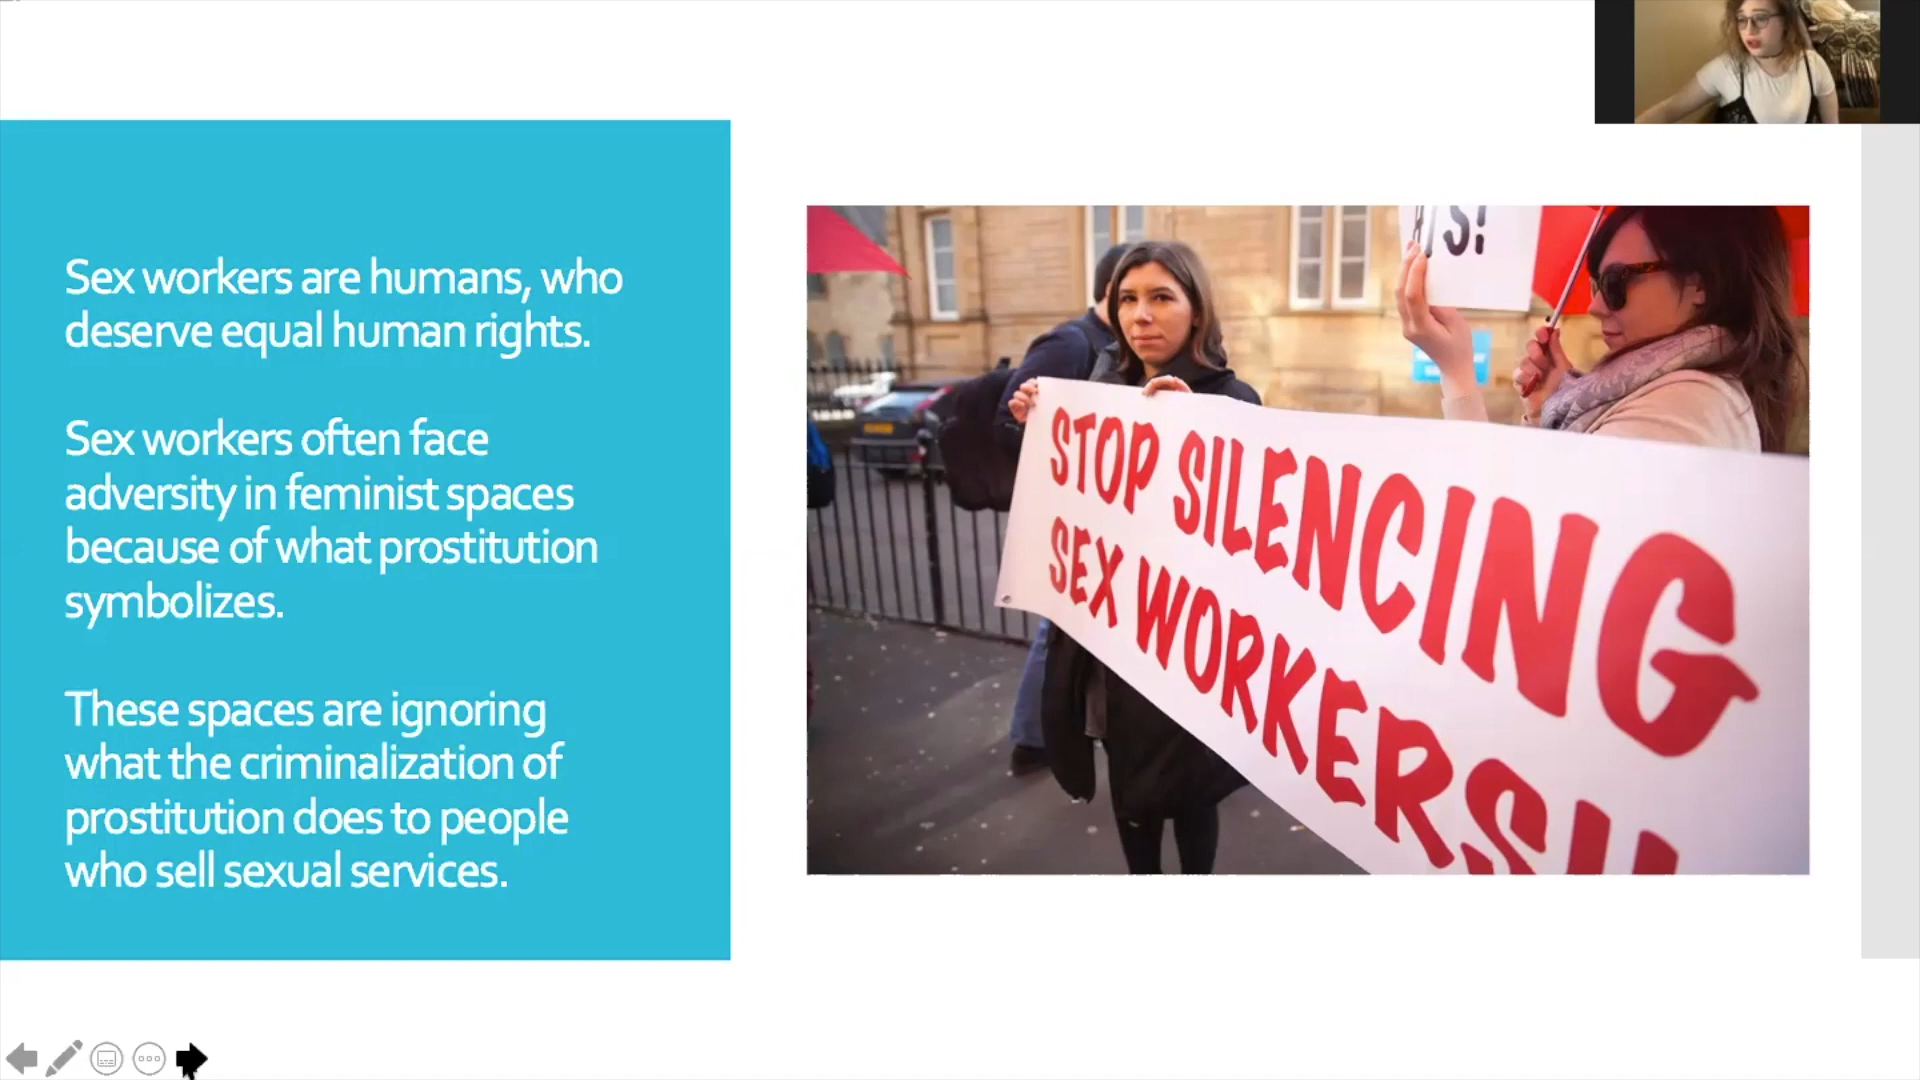 Sex workers are humans, who
deserve equal human rights.
Sex workers often face
adversity in feminist spaces
because of what prostitution
symbolizes.
These spaces are ignoring
what the criminalization of
prostitution does to people
who sell sexual services.
STOP SILENCING
SEX WORKERS!!